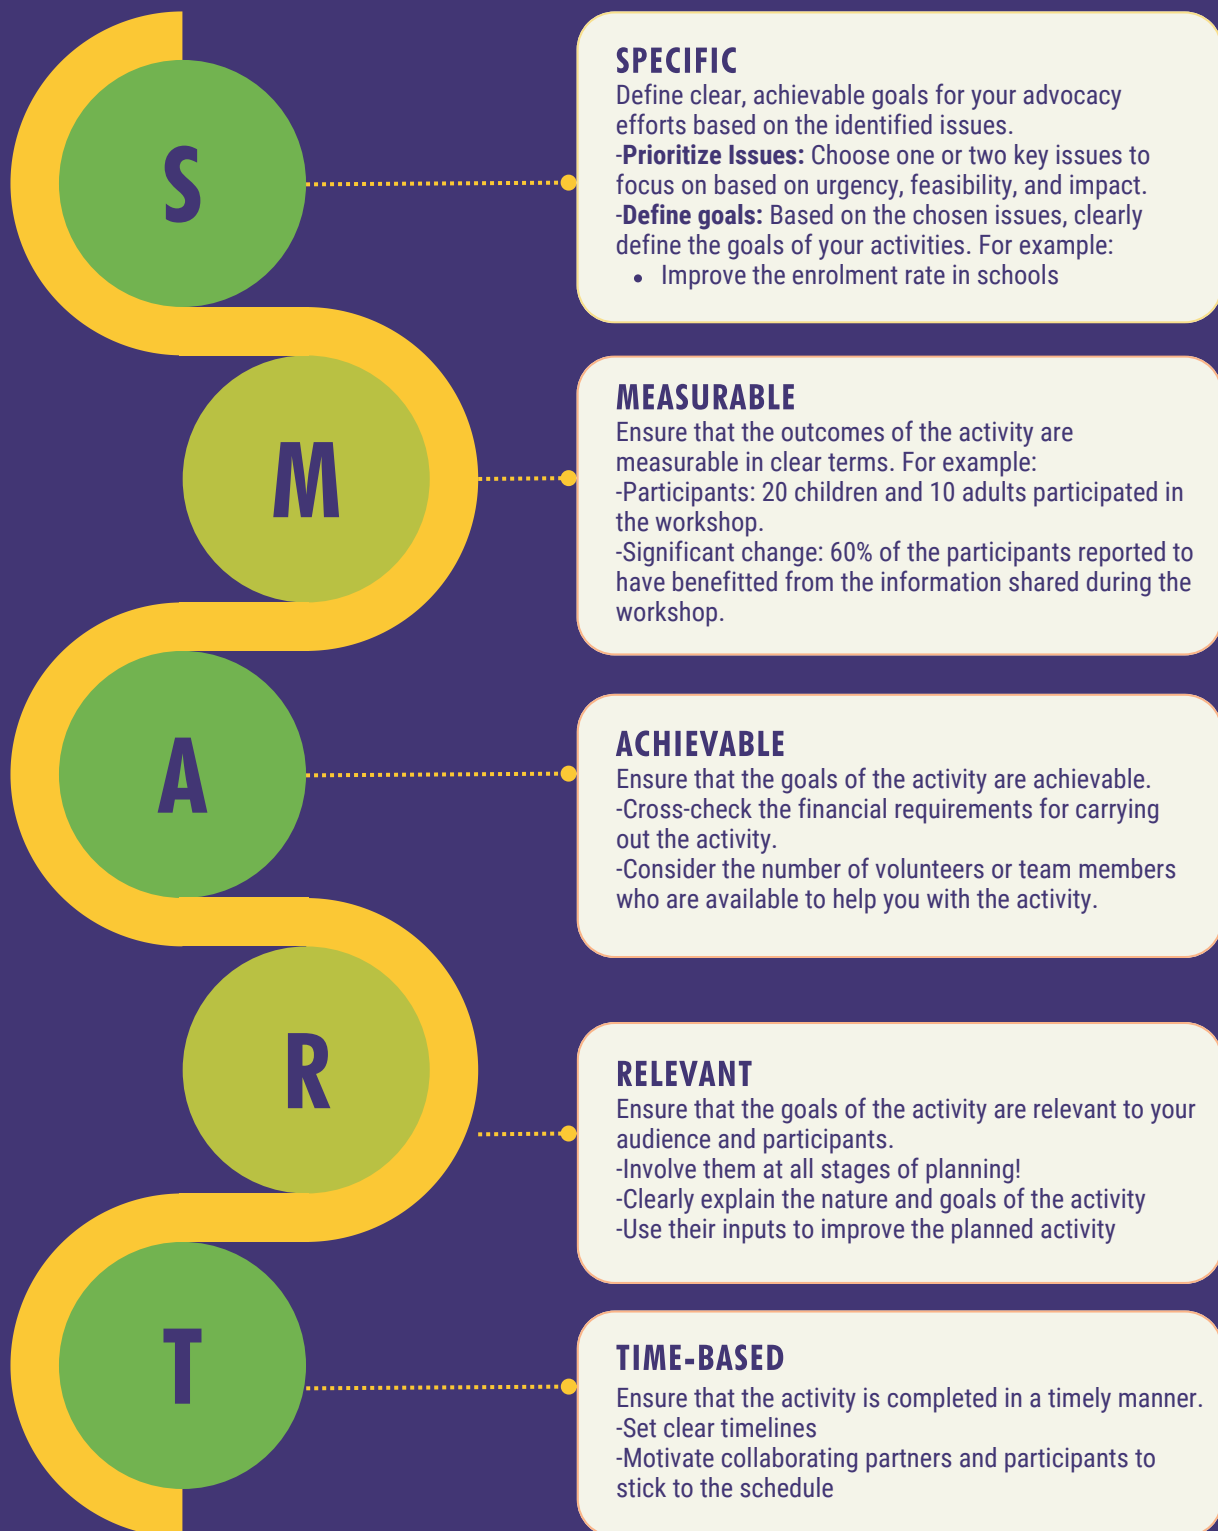 S
SPECIFIC
Define clear, achievable goals for your advocacy
efforts based on the identified issues.
-Prioritize Issues: Choose one or two key issues to
focus on based on urgency, feasibility, and impact.
-Define goals: Based on the chosen issues, clearly
define the goals of your activities. For example:
• Improve the enrolment rate in schools
M
MEASURABLE
Ensure that the outcomes of the activity are
measurable in clear terms. For example:
-Participants: 20 children and 10 adults participated in
the workshop.
-Significant change: 60% of the participants reported to
have benefitted from the information shared during the
workshop.
A
ACHIEVABLE
Ensure that the goals of the activity are achievable.
-Cross-check the financial requirements for carrying
out the activity.
-Consider the number of volunteers or team members
who are available to help you with the activity.
R
RELEVANT
Ensure that the goals of the activity are relevant to your
audience and participants.
-Involve them at all stages of planning!
-Clearly explain the nature and goals of the activity
-Use their inputs to improve the planned activity
T
TIME-BASED
Ensure that the activity is completed in a timely manner.
-Set clear timelines
-Motivate collaborating partners and participants to
stick to the schedule